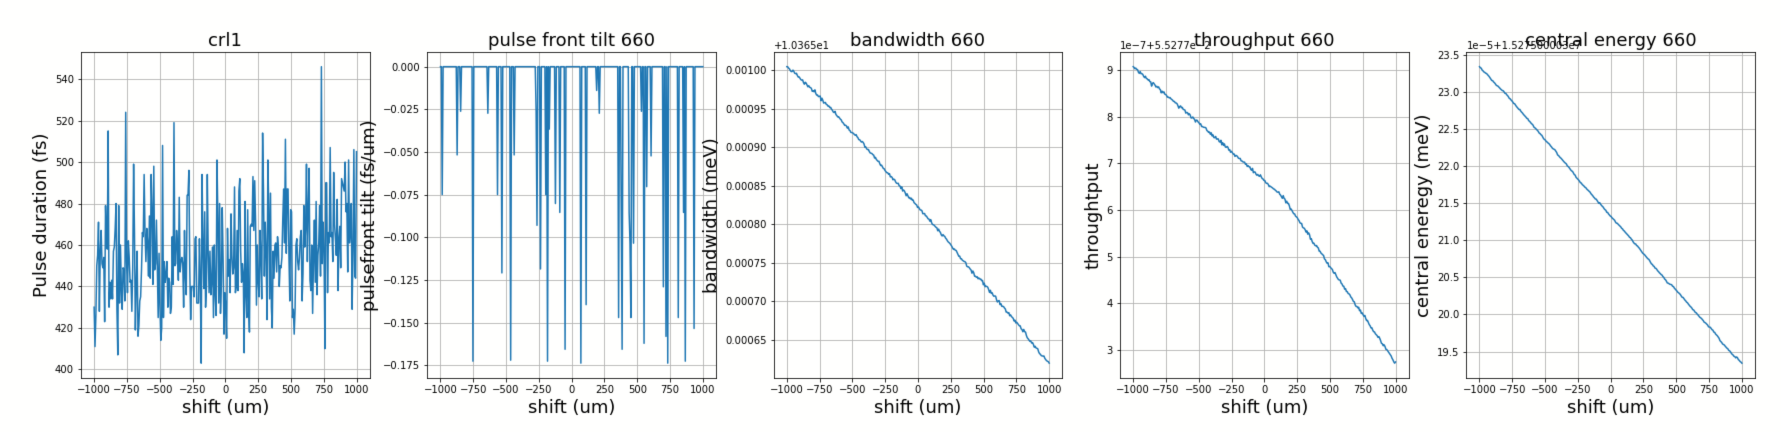 crl1
Pulse duration (fs)
540
520
500
480
460
440
420
400
−1000 −750 −500 −250 0 250 500 750 1000
shift (um)
pulse front tilt 660
pulsefront tilt (fs/um)
0.000
−0.025
−0.050
−0.075
−0.100
−0.125
−0.150
−0.175
−1000 −750 −500 −250 0 250 500 750 1000
shift (um)
bandwidth 660
+1.0365e1
bandwidth (meV)
0.00100
0.00095
0.00090
0.00085
0.00080
0.00075
0.00070
0.00065
−1000 −750 −500 −250 0 250 500 750 1000
shift (um)
throughput 660
1e−7+5.5277e−2
throughtput
9
8
7
6
5
4
3
−1000 −750 −500 −250 0 250 500 750 1000
shift (um)
central energy 660
central eneregy (meV)
23.5
23.0
22.5
22.0
21.5
21.0
20.5
20.0
19.5
−1000 −750 −500 −250 0 250 500 750 1000
shift (um)